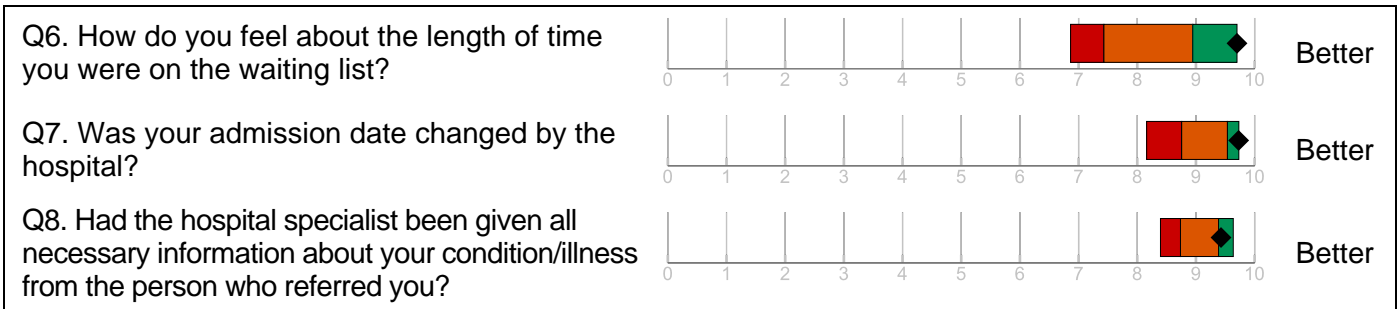 Q6. How do you feel about the length of time
you were on the waiting list?
0 1 2 3 4 5 6 7 8 9 10
Better
Q7. Was your admission date changed by the
hospital?
0 1 2 3 4 5 6 7 8 9 10
Better
Q8. Had the hospital specialist been given all
necessary information about your condition/illness
from the person who referred you?
0 1 2 3 4 5 6 7 8 9 10
Better